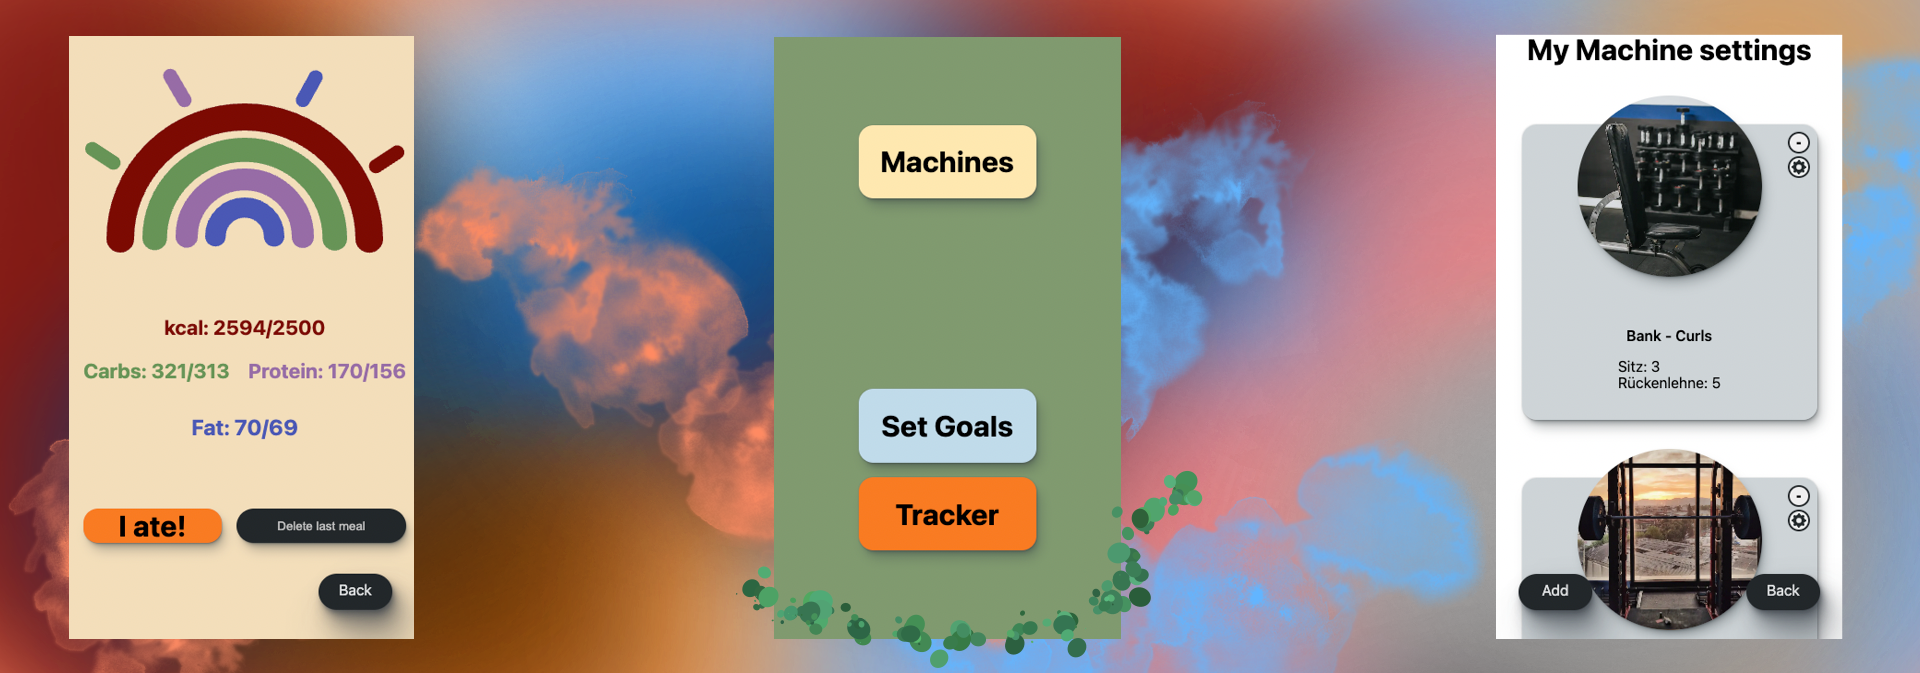 kcal: 2594/2500
Carbs: 321/313 Protein: 170/156
Fat: 70/69
I ate! Delete last meal
Back
Machines
Set Goals
Tracker
My Machine settings
-
Bank - Curls
Sitz: 3
Rückenlehne: 5
-
Add Back